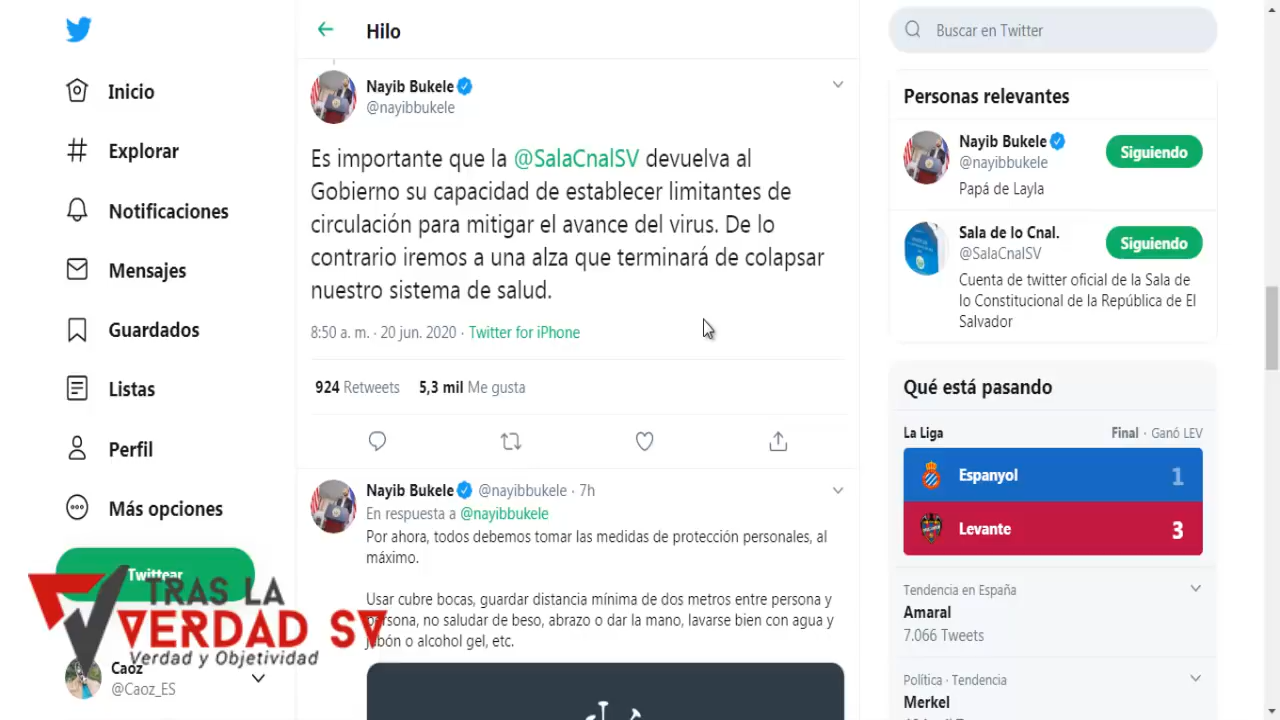 Inicio
Explorar
Notificaciones
Mensajes
Guardados
Listas
Perfil
Más opciones
Twittear
TRAS LA
VERDAD SV
Verdad y Objetividad
Caoz
@Caoz_ES
Hilo
Nayib Bukele
@nayibbukele
Es importante que la @SalaCnalSV devuelva al
Gobierno su capacidad de establecer limitantes de
circulación para mitigar el avance del virus. De lo
contrario iremos a una alza que terminará de colapsar
nuestro sistema de salud.
8:50 a. m. · 20 jun. 2020 · Twitter for iPhone
924 Retweets 5,3 mil Me gusta
Nayib Bukele @nayibbukele · 7h
En respuesta a @nayibbukele
Por ahora, todos debemos tomar las medidas de protección personales, al
máximo.
Usar cubre bocas, guardar distancia mínima de dos metros entre persona y
persona, no saludar de beso, abrazo o dar la mano, lavarse bien con agua y
jabón o alcohol gel, etc.
Buscar en Twitter
Personas relevantes
Nayib Bukele
@nayibbukele
Siguiendo
Papá de Layla
Sala de lo Cnal.
@SalaCnalSV
Siguiendo
Cuenta de twitter oficial de la Sala de
lo Constitucional de la República de El
Salvador
Qué está pasando
La Liga Final · Ganó LEV
Espanyol 1
Levante 3
Tendencia en España
Amaral
7.066 Tweets
Política · Tendencia
Merkel